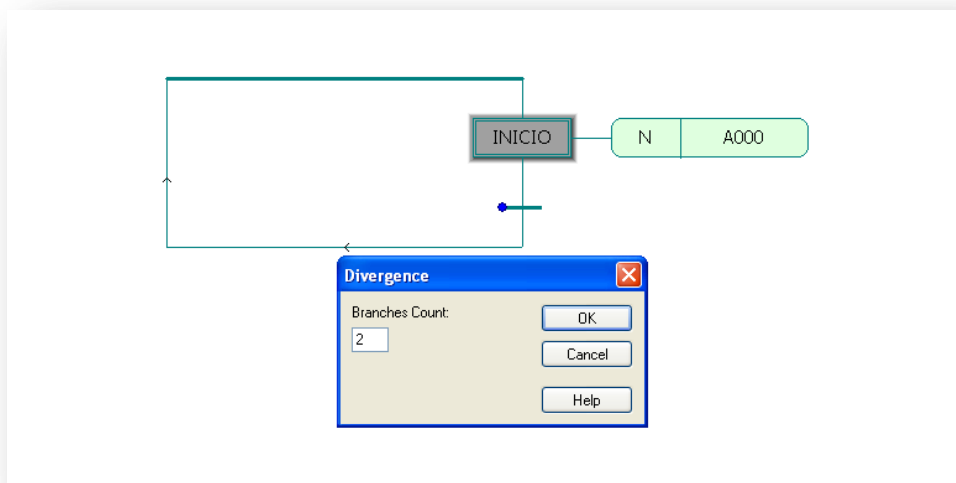 INICIO
N
A000
Divergence
Branches Count:
2
OK
Cancel
Help